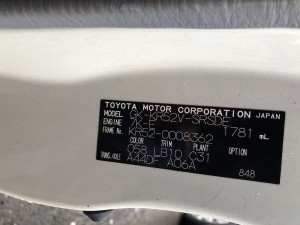 TOYOTA MOTOR CORPORATION JAPAN
MODEL GK-KR52V-SRSDE
ENGINE 7K-E 1781 mL
FRAME No. KR52-0008362
COLOR TRIM PLANT OPTION
058 LB10 C31
TRANS./AXLE A44DF A06A
848